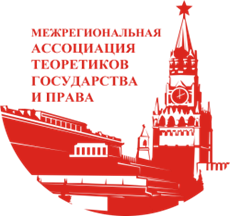 МЕЖРЕГИОНАЛЬНАЯ
АССОЦИАЦИЯ
ТЕОРЕТИКОВ
ГОСУДАРСТВА
И ПРАВА